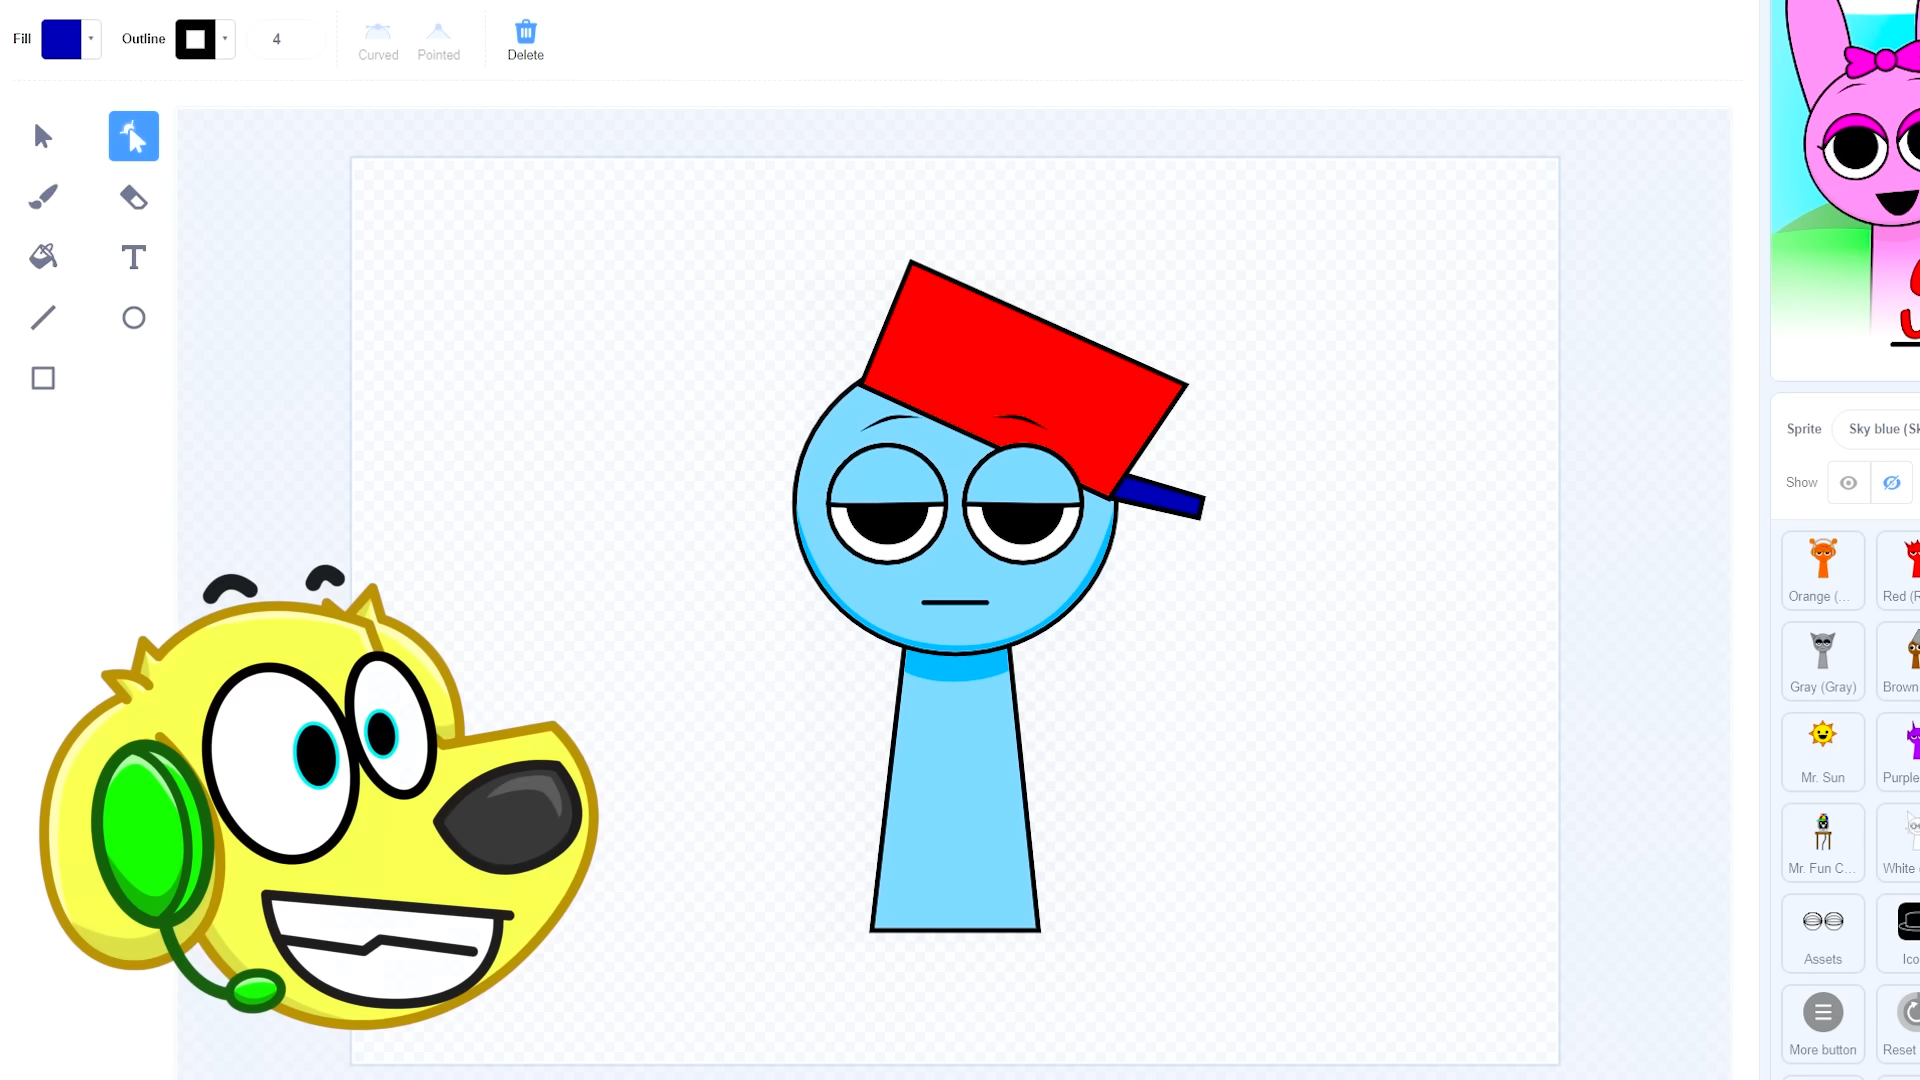 Fill
Outline
4
Curved
Pointed
Delete
Sprite
Sky blue (Sk
Show
Orange (...
Red (R
Gray (Gray)
Brown
Mr. Sun
Purple
Mr. Fun C...
White
Assets
Ico
More button
Reset